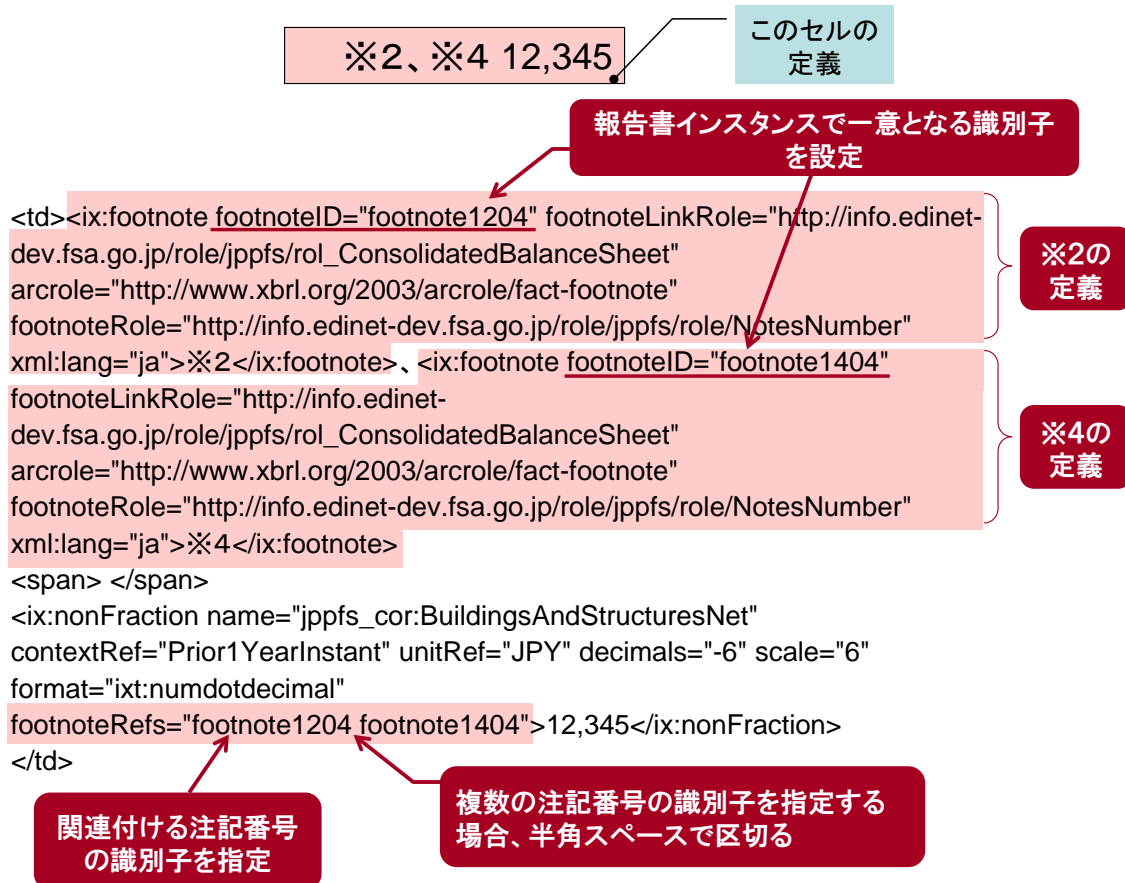 ※２、※４ 12,345
このセルの
定義
報告書インスタンスで一意となる識別子
を設定
<td><ix:footnote footnoteID="footnote1204" footnoteLinkRole="http://info.edinet-
dev.fsa.go.jp/role/jppfs/rol_ConsolidatedBalanceSheet"
arcrole="http://www.xbrl.org/2003/arcrole/fact-footnote"
footnoteRole="http://info.edinet-dev.fsa.go.jp/role/jppfs/role/NotesNumber"
xml:lang="ja">※２</ix:footnote>、<ix:footnote footnoteID="footnote1404"
footnoteLinkRole="http://info.edinet-
dev.fsa.go.jp/role/jppfs/rol_ConsolidatedBalanceSheet"
arcrole="http://www.xbrl.org/2003/arcrole/fact-footnote"
footnoteRole="http://info.edinet-dev.fsa.go.jp/role/jppfs/role/NotesNumber"
xml:lang="ja">※４</ix:footnote>
<span> </span>
<ix:nonFraction name="jppfs_cor:BuildingsAndStructuresNet"
contextRef="Prior1YearInstant" unitRef="JPY" decimals="-6" scale="6"
format="ixt:numdotdecimal"
footnoteRefs="footnote1204 footnote1404">12,345</ix:nonFraction>
</td>
※2の
定義
※4の
定義
関連付ける注記番号
の識別子を指定
複数の注記番号の識別子を指定する
場合、半角スペースで区切る